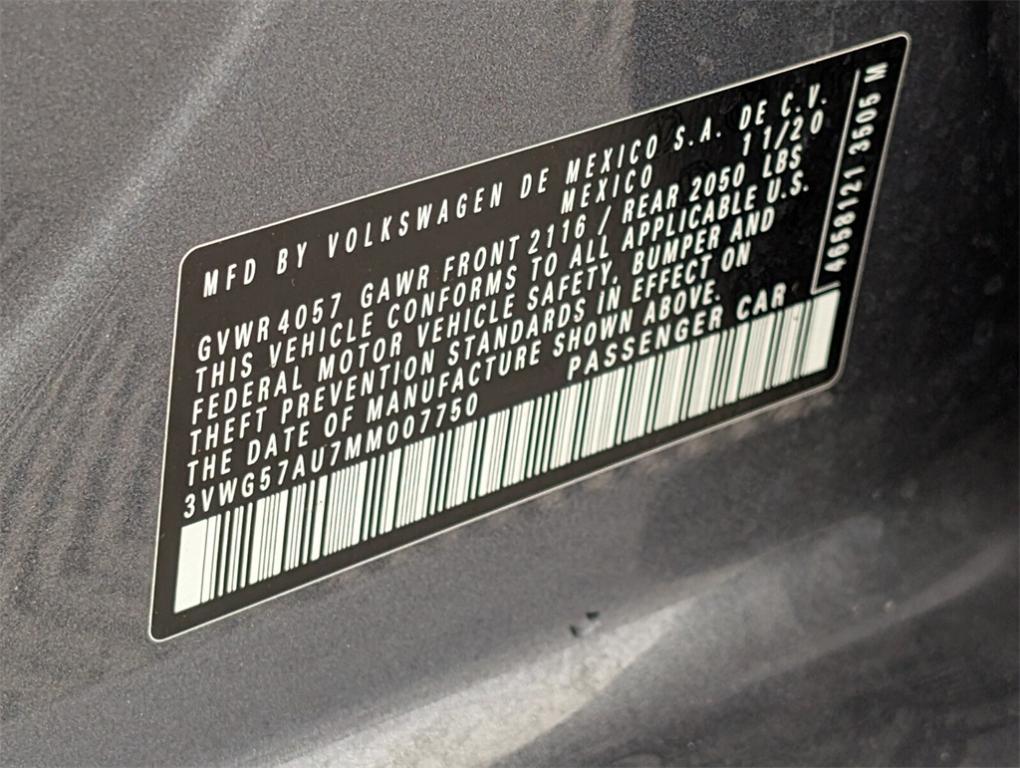 MFD BY VOLKSWAGEN DE MEXICO S.A. DE C.V.
MEXICO 11/20
GVWR 4057 GAWR FRONT 2116 / REAR 2050 LBS
THIS VEHICLE CONFORMS TO ALL APPLICABLE U.S.
FEDERAL MOTOR VEHICLE SAFETY, BUMPER AND
THEFT PREVENTION STANDARDS IN EFFECT ON
THE DATE OF MANUFACTURE SHOWN ABOVE.
3VWG57AU7MM007750 PASSENGER CAR
4658121 3505 M